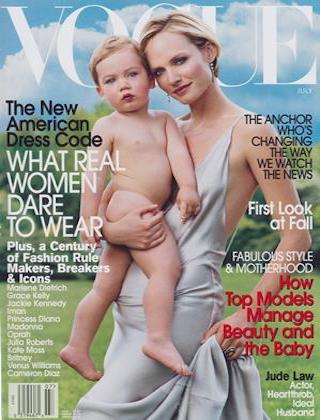 VOGUE
JULY
The New
American
Dress Code
WHAT REAL
WOMEN
DARE
TO WEAR
Plus, a Century
of Fashion Rule
Makers, Breakers
& Icons
Marlene Dietrich
Grace Kelly
Jackie Kennedy
Iman
Princess Diana
Madonna
Oprah
Julia Roberts
Kate Moss
Britney
Venus Williams
Cameron Diaz
THE ANCHOR
WHO'S
CHANGING
THE WAY
WE WATCH
THE NEWS
First Look
at Fall
FABULOUS STYLE
& MOTHERHOOD
How
Top Models
Manage
Beauty and
the Baby
Jude Law
Actor,
Heartthrob,
Ideal
Husband